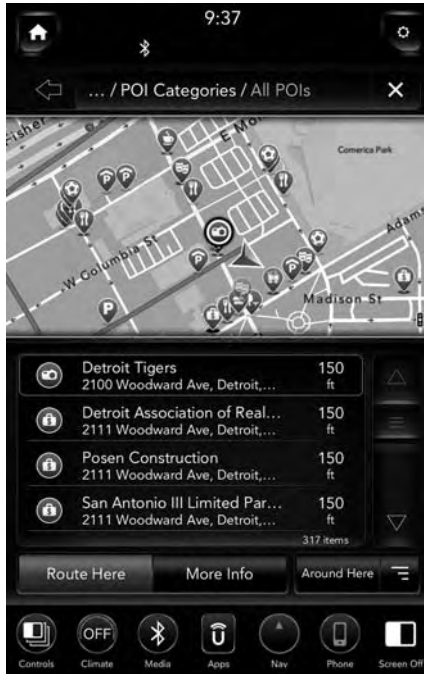 9:37
... / POI Categories / All POIs
Fisher
E Mo
Comerica Park
W Columbia St
Adams
Madison St
Detroit Tigers
150
2100 Woodward Ave, Detroit,...
ft
Detroit Association of Real...
150
2111 Woodward Ave, Detroit,...
ft
Posen Construction
150
2111 Woodward Ave, Detroit,...
ft
San Antonio III Limited Par...
150
2111 Woodward Ave, Detroit,...
ft
317 items
Route Here
More Info
Around Here
OFF
Controls
Climate
Media
Apps
Nav
Phone
Screen Off